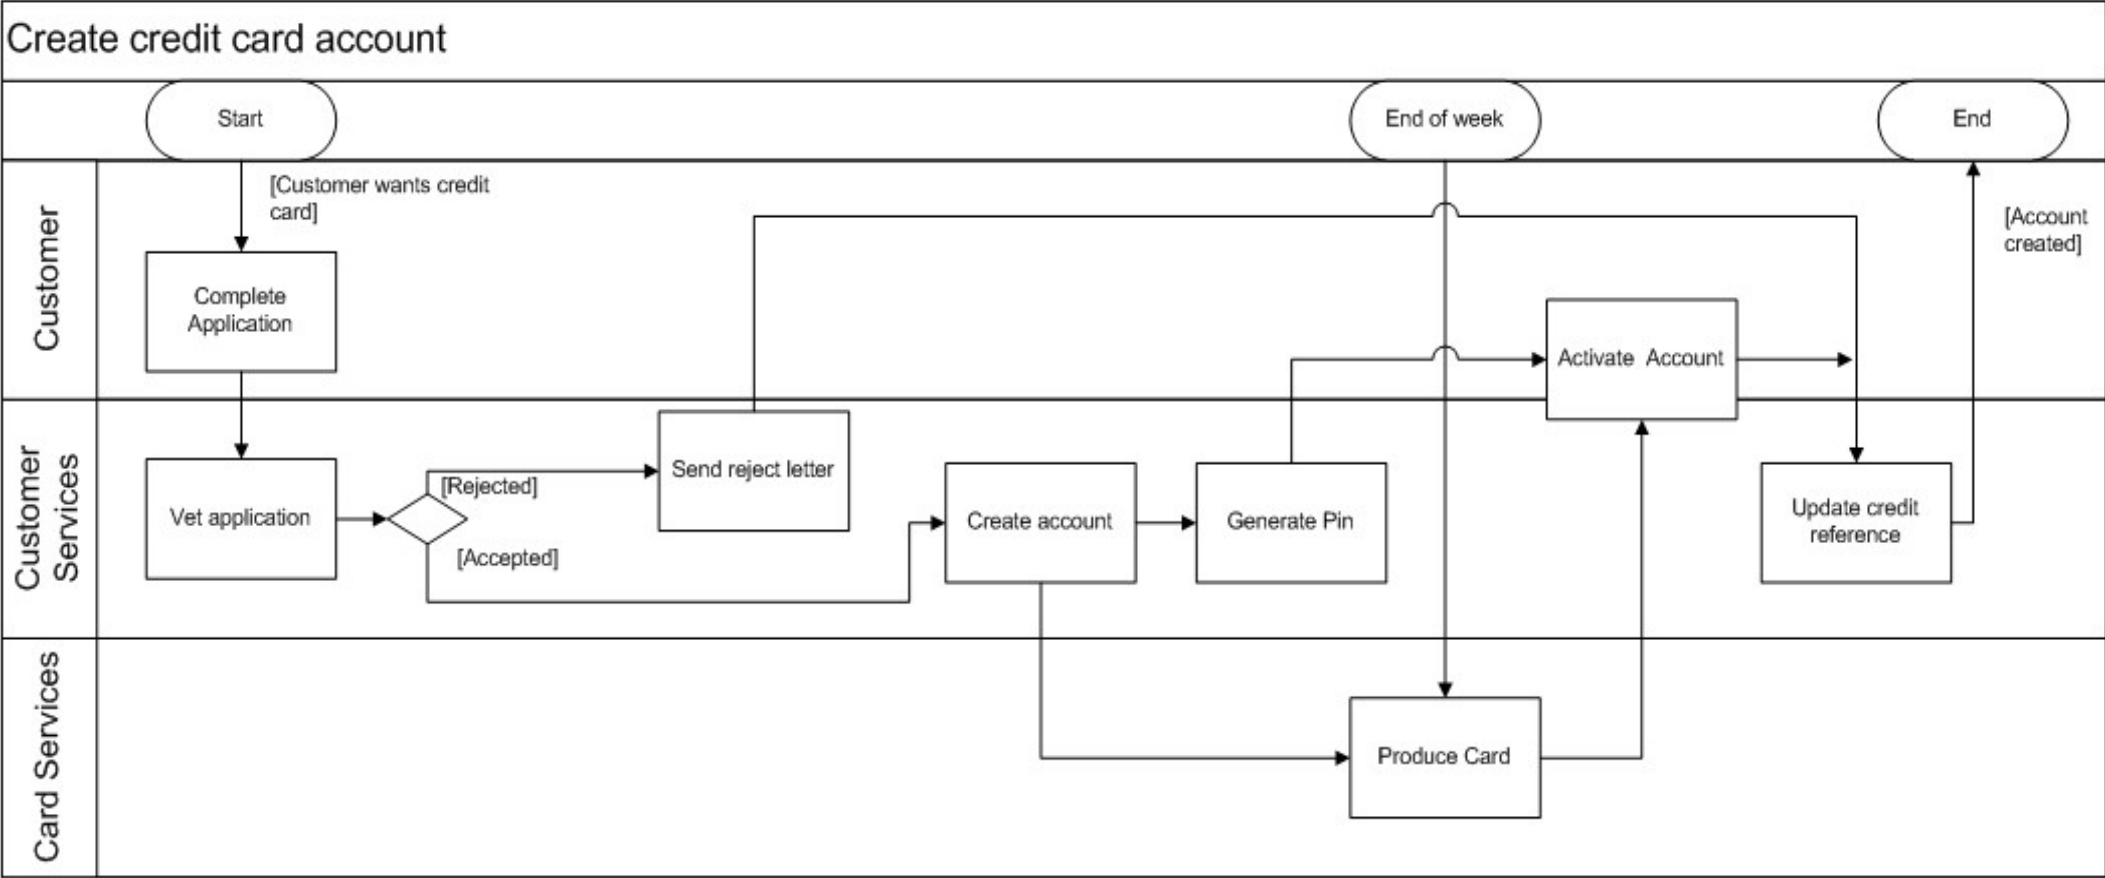 Create credit card account
Start
End of week
End
Customer
[Customer wants credit
card]
[Account
created]
Complete
Application
Activate  Account
Customer
Services
Vet application
[Rejected]
[Accepted]
Send reject letter
Create account
Generate Pin
Update credit
reference
Card Services
Produce Card